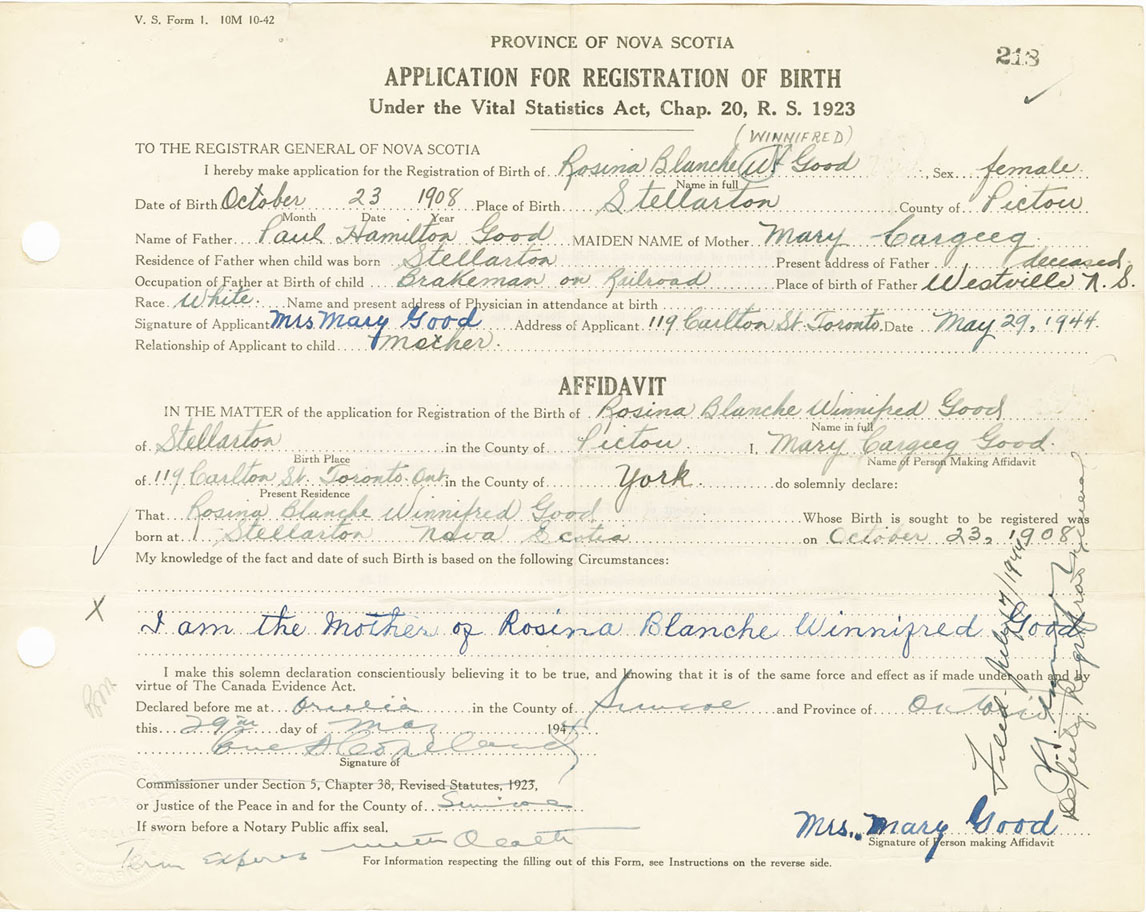 V. S. Form 1. 10M 10-42
PROVINCE OF NOVA SCOTIA
218
APPLICATION FOR REGISTRATION OF BIRTH
Under the Vital Statistics Act, Chap. 20, R. S. 1923
(WINNIFRED)
TO THE REGISTRAR GENERAL OF NOVA SCOTIA
I hereby make application for the Registration of Birth of Rosina Blanche W. Good Sex female
Name in full
Date of Birth October 23 1908 Place of Birth Stellarton County of Pictou
Month Date Year
Name of Father Paul Hamilton Good MAIDEN NAME of Mother Mary Cargeeg
Residence of Father when child was born Stellarton Present address of Father deceased
Occupation of Father at Birth of child Brakeman on Railroad Place of birth of Father Westville N. S.
Race White. Name and present address of Physician in attendance at birth
Signature of Applicant Mrs Mary Good Address of Applicant 119 Carlton St. Toronto. Date May 29, 1944.
Relationship of Applicant to child Mother.
AFFIDAVIT
IN THE MATTER of the application for Registration of the Birth of Rosina Blanche Winnifred Good
Name in full
of Stellarton in the County of Pictou I, Mary Cargeeg Good.
Birth Place Name of Person Making Affidavit
of 119 Carlton St. Toronto. Ont. in the County of York do solemnly declare:
Present Residence
That Rosina Blanche Winnifred Good Whose Birth is sought to be registered was
born at Stellarton Nova Scotia on October 23, 1908
My knowledge of the fact and date of such Birth is based on the following Circumstances:
X
I am the Mother of Rosina Blanche Winnifred Good
I make this solemn declaration conscientiously believing it to be true, and knowing that it is of the same force and effect as if made under oath and by
virtue of The Canada Evidence Act.
Declared before me at Orillia in the County of Simcoe and Province of Ontario
this 29th day of May 1944
Copeland
Signature of
Commissioner under Section 5, Chapter 38, Revised Statutes, 1923,
or Justice of the Peace in and for the County of Simcoe
If sworn before a Notary Public affix seal.
Term Expires with Death
Mrs. Mary Good
Signature of Person making Affidavit
For Information respecting the filling out of this Form, see Instructions on the reverse side.
Filed July 17/1944
Deputy Registrar General